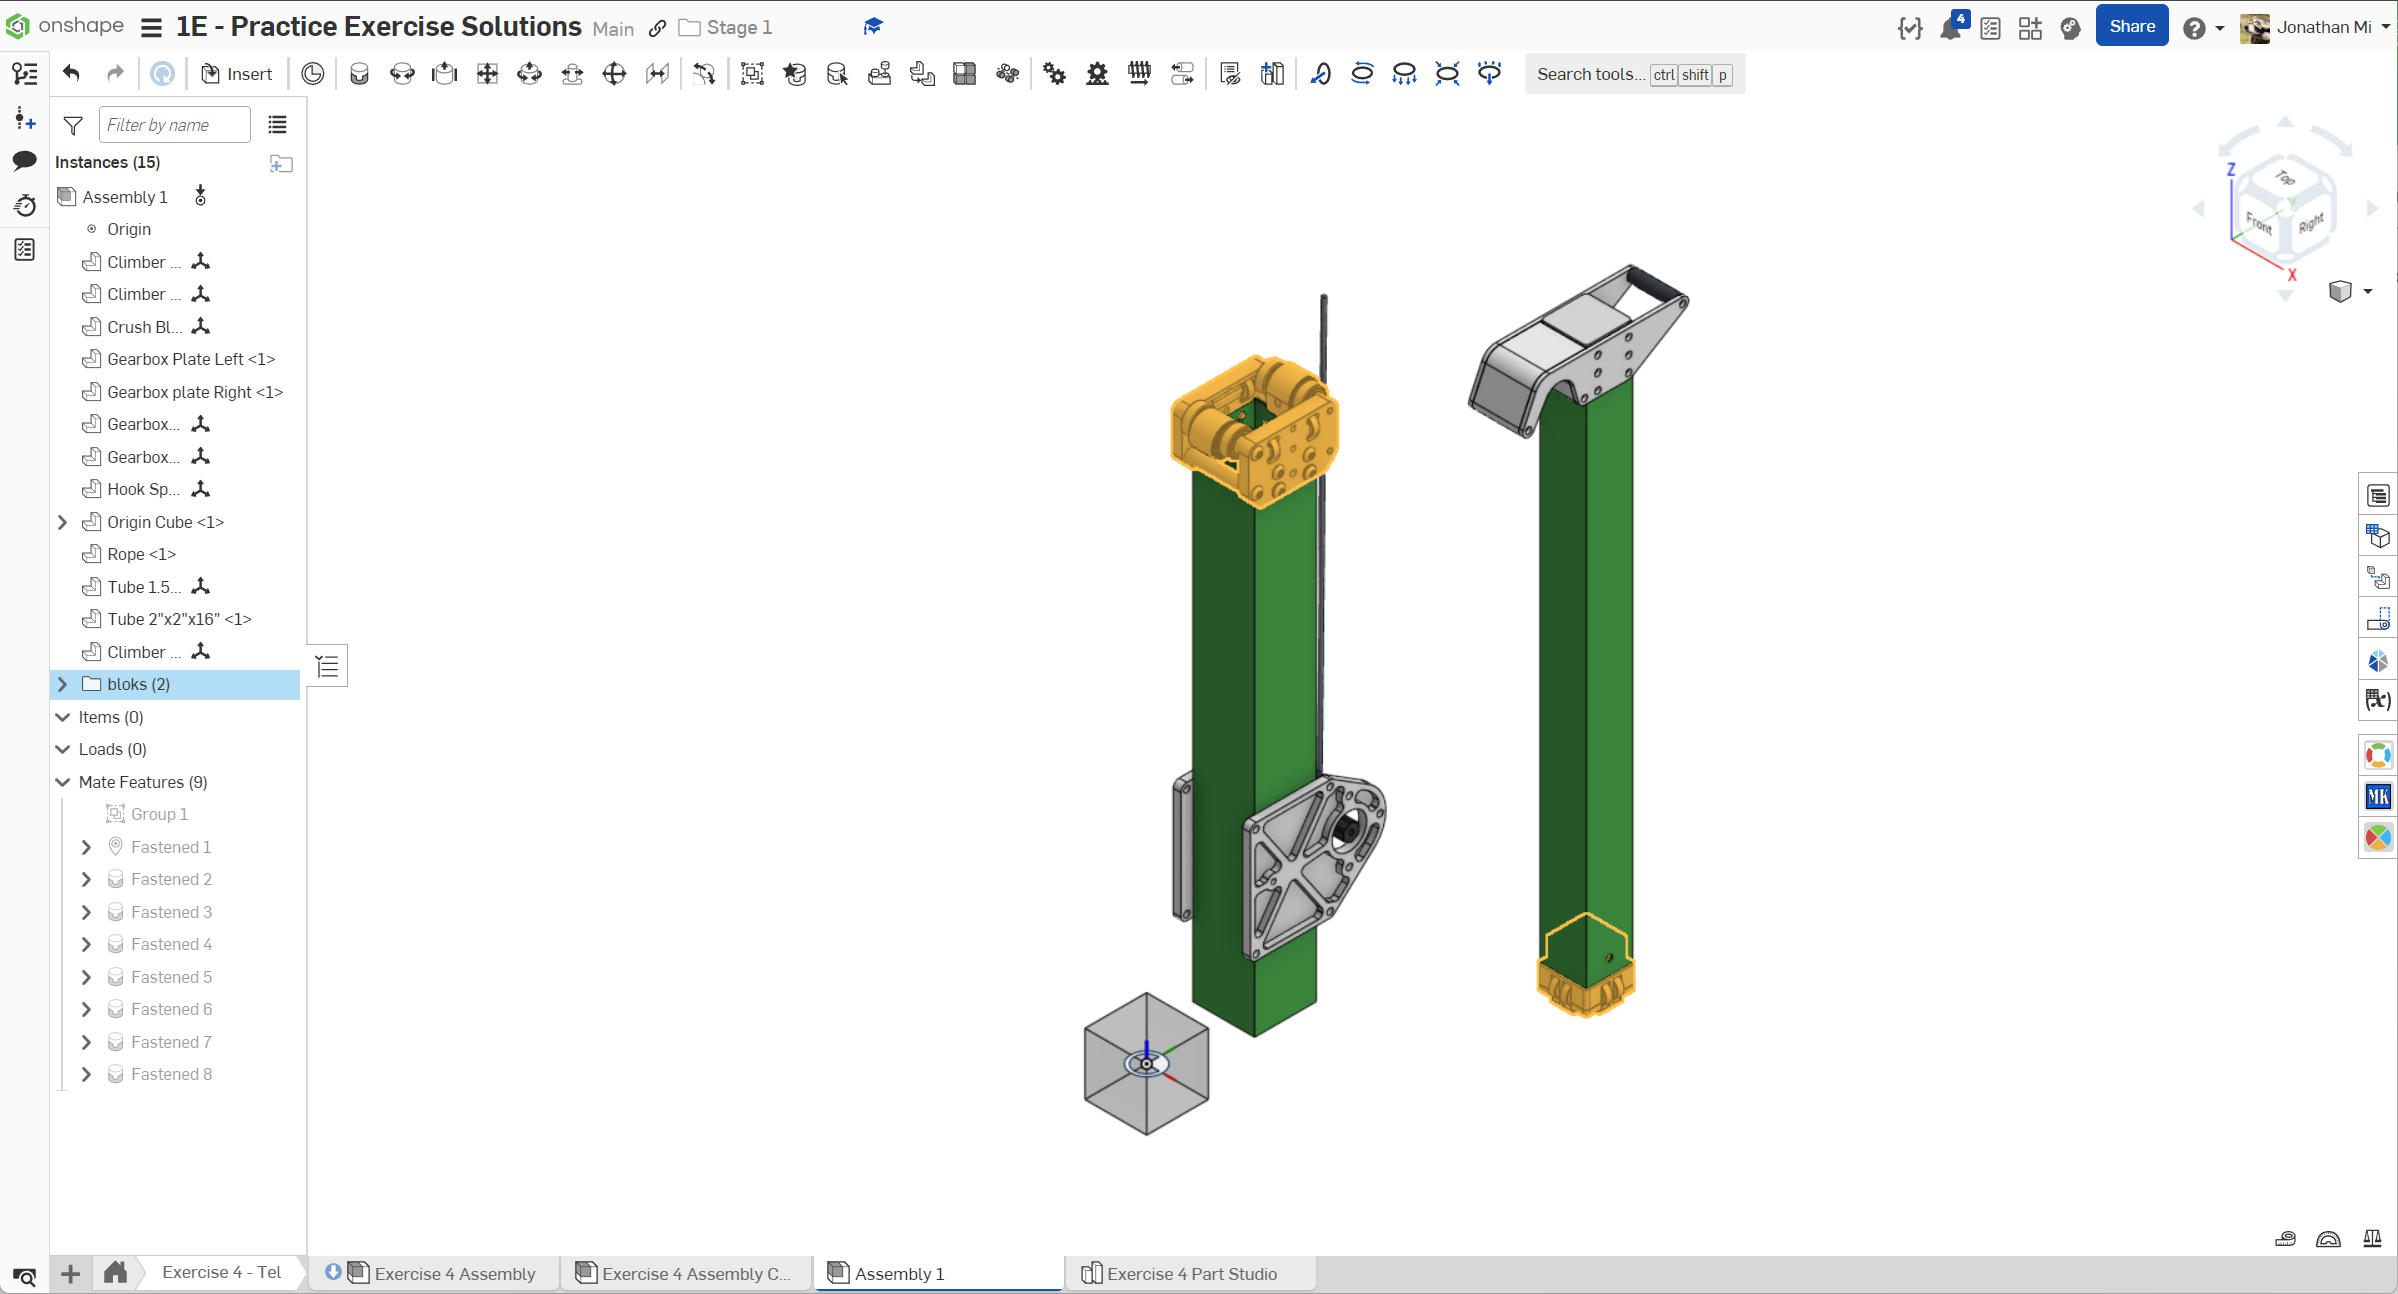 onshape 1E - Practice Exercise Solutions Main Stage 1 4 Share Jonathan Mi
Insert Search tools... ctrl shift p
Filter by name
Instances (15)
Assembly 1
Origin
Climber ...
Climber ...
Crush Bl...
Gearbox Plate Left <1>
Gearbox plate Right <1>
Gearbox...
Gearbox...
Hook Sp...
Origin Cube <1>
Rope <1>
Tube 1.5...
Tube 2"x2"x16" <1>
Climber ...
bloks (2)
Items (0)
Loads (0)
Mate Features (9)
Group 1
Fastened 1
Fastened 2
Fastened 3
Fastened 4
Fastened 5
Fastened 6
Fastened 7
Fastened 8
Z
Top
Y
Front
Right
X
(x)
MK
Exercise 4 - Tel Exercise 4 Assembly Exercise 4 Assembly C... Assembly 1 Exercise 4 Part Studio